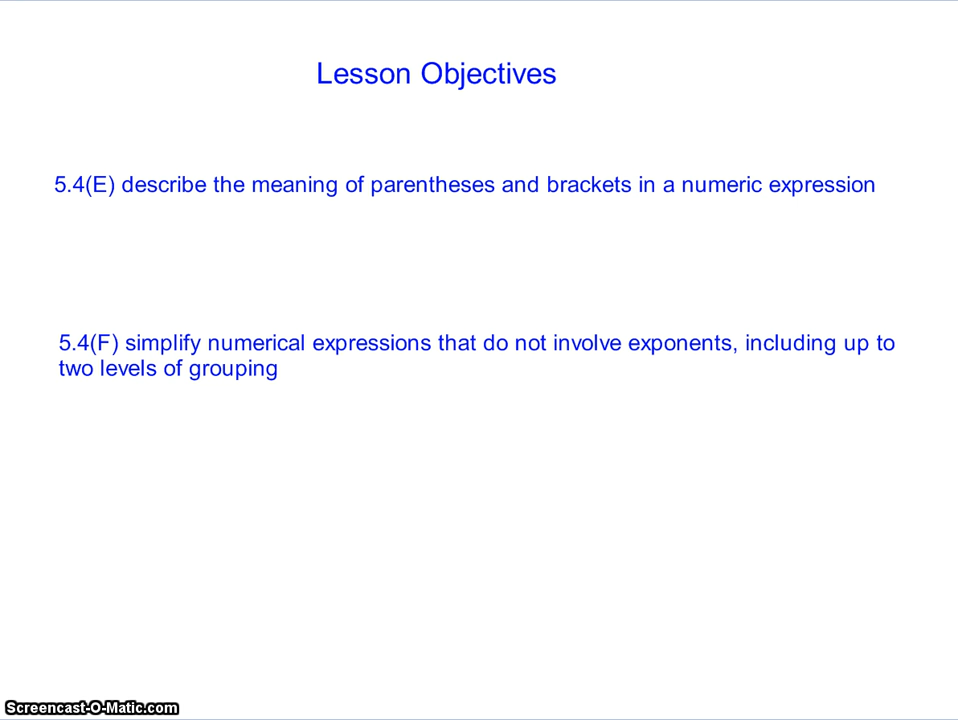 Lesson Objectives
5.4(E) describe the meaning of parentheses and brackets in a numeric expression
5.4(F) simplify numerical expressions that do not involve exponents, including up to
two levels of grouping
Screencast-O-Matic.com